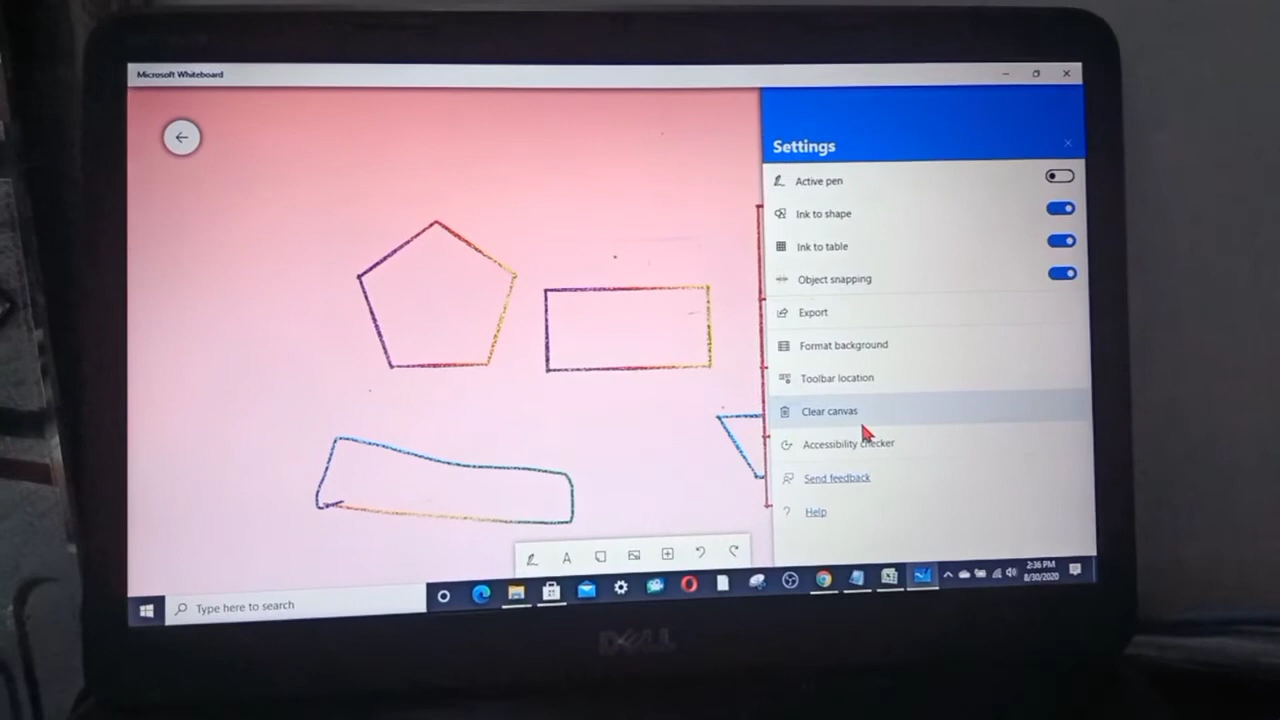 Microsoft Whiteboard
Settings
Active pen
Ink to shape
Ink to table
Object snapping
Export
Format background
Toolbar location
Clear canvas
Accessibility checker
Send feedback
Help
A
Type here to search
2:36 PM
8/30/2020
DELL